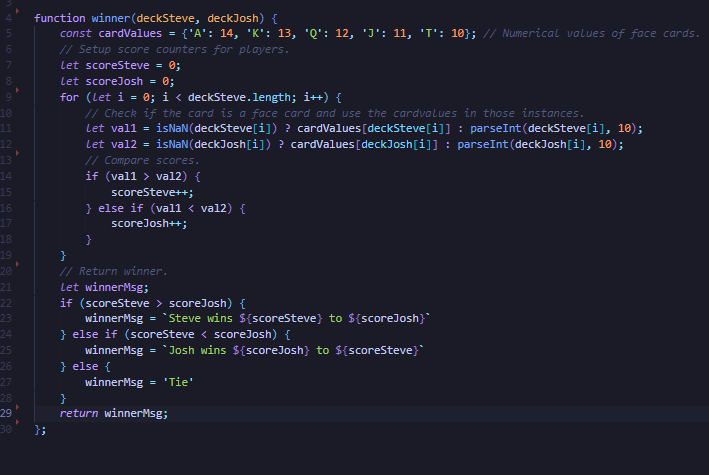 3
4 function winner(deckSteve, deckJosh) {
5     const cardValues = {'A': 14, 'K': 13, 'Q': 12, 'J': 11, 'T': 10}; // Numerical values of face cards.
6     // Setup score counters for players.
7     let scoreSteve = 0;
8     let scoreJosh = 0;
9     for (let i = 0; i < deckSteve.length; i++) {
10         // Check if the card is a face card and use the cardvalues in those instances.
11         let val1 = isNaN(deckSteve[i]) ? cardValues[deckSteve[i]] : parseInt(deckSteve[i], 10);
12         let val2 = isNaN(deckJosh[i]) ? cardValues[deckJosh[i]] : parseInt(deckJosh[i], 10);
13         // Compare scores.
14         if (val1 > val2) {
15             scoreSteve++;
16         } else if (val1 < val2) {
17             scoreJosh++;
18         }
19     }
20     // Return winner.
21     let winnerMsg;
22     if (scoreSteve > scoreJosh) {
23         winnerMsg = `Steve wins ${scoreSteve} to ${scoreJosh}`
24     } else if (scoreSteve < scoreJosh) {
25         winnerMsg = `Josh wins ${scoreJosh} to ${scoreSteve}`
26     } else {
27         winnerMsg = 'Tie'
28     }
29     return winnerMsg;
30 };